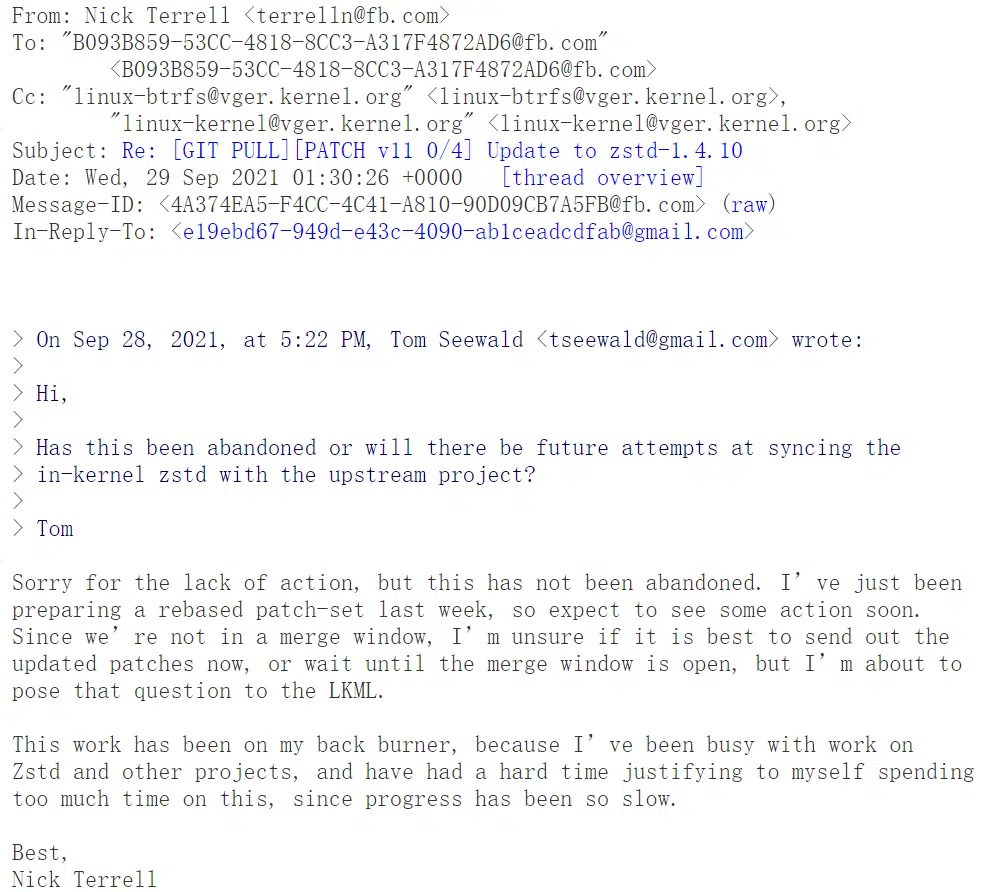 From: Nick Terrell <terrelln@fb.com>
To: "B093B859-53CC-4818-8CC3-A317F4872AD6@fb.com"
<B093B859-53CC-4818-8CC3-A317F4872AD6@fb.com>
Cc: "linux-btrfs@vger.kernel.org" <linux-btrfs@vger.kernel.org>,
"linux-kernel@vger.kernel.org" <linux-kernel@vger.kernel.org>
Subject: Re: [GIT PULL][PATCH v11 0/4] Update to zstd-1.4.10
Date: Wed, 29 Sep 2021 01:30:26 +0000 [thread overview]
Message-ID: <4A374EA5-F4CC-4C41-A810-90D09CB7A5FB@fb.com> (raw)
In-Reply-To: <e19ebd67-949d-e43c-4090-ab1ceadcdfab@gmail.com>
> On Sep 28, 2021, at 5:22 PM, Tom Seewald <tseewald@gmail.com> wrote:
>
> Hi,
>
> Has this been abandoned or will there be future attempts at syncing the
> in-kernel zstd with the upstream project?
>
> Tom
Sorry for the lack of action, but this has not been abandoned. I’ve just been
preparing a rebased patch-set last week, so expect to see some action soon.
Since we’re not in a merge window, I’m unsure if it is best to send out the
updated patches now, or wait until the merge window is open, but I’m about to
pose that question to the LKML.
This work has been on my back burner, because I’ve been busy with work on
Zstd and other projects, and have had a hard time justifying to myself spending
too much time on this, since progress has been so slow.
Best,
Nick Terrell